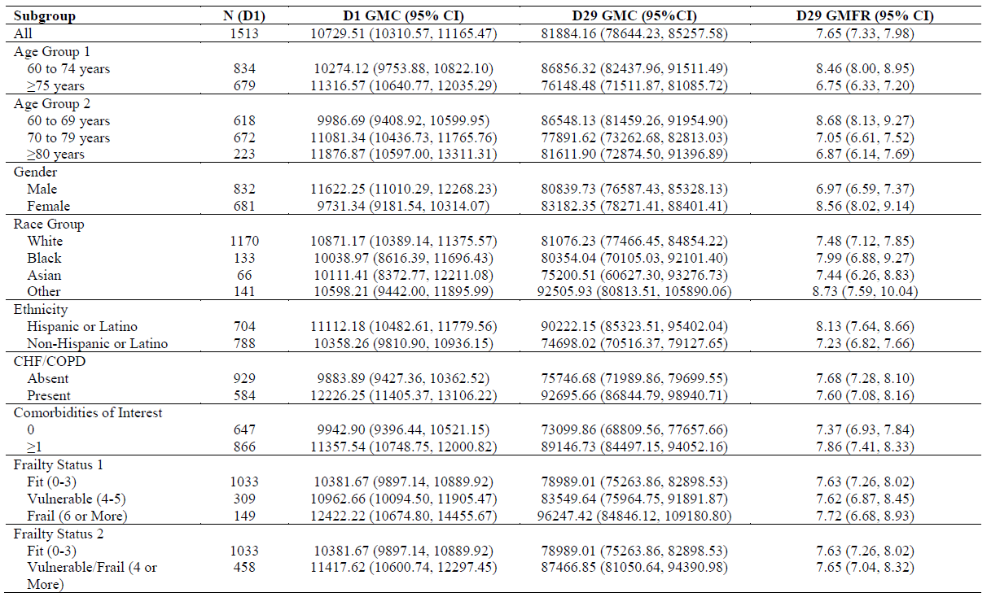 Subgroup N (D1) D1 GMC (95% CI) D29 GMC (95%CI) D29 GMFR (95% CI)
All 1513 10729.51 (10310.57, 11165.47) 81884.16 (78644.23, 85257.58) 7.65 (7.33, 7.98)
Age Group 1
60 to 74 years 834 10274.12 (9753.88, 10822.10) 86856.32 (82437.96, 91511.49) 8.46 (8.00, 8.95)
≥75 years 679 11316.57 (10640.77, 12035.29) 76148.48 (71511.87, 81085.72) 6.75 (6.33, 7.20)
Age Group 2
60 to 69 years 618 9986.69 (9408.92, 10599.95) 86548.13 (81459.26, 91954.90) 8.68 (8.13, 9.27)
70 to 79 years 672 11081.34 (10436.73, 11765.76) 77891.62 (73262.68, 82813.03) 7.05 (6.61, 7.52)
≥80 years 223 11876.87 (10597.00, 13311.31) 81611.90 (72874.50, 91396.89) 6.87 (6.14, 7.69)
Gender
Male 832 11622.25 (11010.29, 12268.23) 80839.73 (76587.43, 85328.13) 6.97 (6.59, 7.37)
Female 681 9731.34 (9181.54, 10314.07) 83182.35 (78271.41, 88401.41) 8.56 (8.02, 9.14)
Race Group
White 1170 10871.17 (10389.14, 11375.57) 81076.23 (77466.45, 84854.22) 7.48 (7.12, 7.85)
Black 133 10038.97 (8616.39, 11696.43) 80354.04 (70105.03, 92101.40) 7.99 (6.88, 9.27)
Asian 66 10111.41 (8372.77, 12211.08) 75200.51 (60627.30, 93276.73) 7.44 (6.26, 8.83)
Other 141 10598.21 (9442.00, 11895.99) 92505.93 (80813.51, 105890.06) 8.73 (7.59, 10.04)
Ethnicity
Hispanic or Latino 704 11112.18 (10482.61, 11779.56) 90222.15 (85323.51, 95402.04) 8.13 (7.64, 8.66)
Non-Hispanic or Latino 788 10358.26 (9810.90, 10936.15) 74698.02 (70516.37, 79127.65) 7.23 (6.82, 7.66)
CHF/COPD
Absent 929 9883.89 (9427.36, 10362.52) 75746.68 (71989.86, 79699.55) 7.68 (7.28, 8.10)
Present 584 12226.25 (11405.37, 13106.22) 92695.66 (86844.79, 98940.71) 7.60 (7.08, 8.16)
Comorbidities of Interest
0 647 9942.90 (9396.44, 10521.15) 73099.86 (68809.56, 77657.66) 7.37 (6.93, 7.84)
≥1 866 11357.54 (10748.75, 12000.82) 89146.73 (84497.15, 94052.16) 7.86 (7.41, 8.33)
Frailty Status 1
Fit (0-3) 1033 10381.67 (9897.14, 10889.92) 78989.01 (75263.86, 82898.53) 7.63 (7.26, 8.02)
Vulnerable (4-5) 309 10962.66 (10094.50, 11905.47) 83549.64 (75964.75, 91891.87) 7.62 (6.87, 8.45)
Frail (6 or More) 149 12422.22 (10674.80, 14455.67) 96247.42 (84846.12, 109180.80) 7.72 (6.68, 8.93)
Frailty Status 2
Fit (0-3) 1033 10381.67 (9897.14, 10889.92) 78989.01 (75263.86, 82898.53) 7.63 (7.26, 8.02)
Vulnerable/Frail (4 or 458 11417.62 (10600.74, 12297.45) 87466.85 (81050.64, 94390.98) 7.65 (7.04, 8.32)
More)